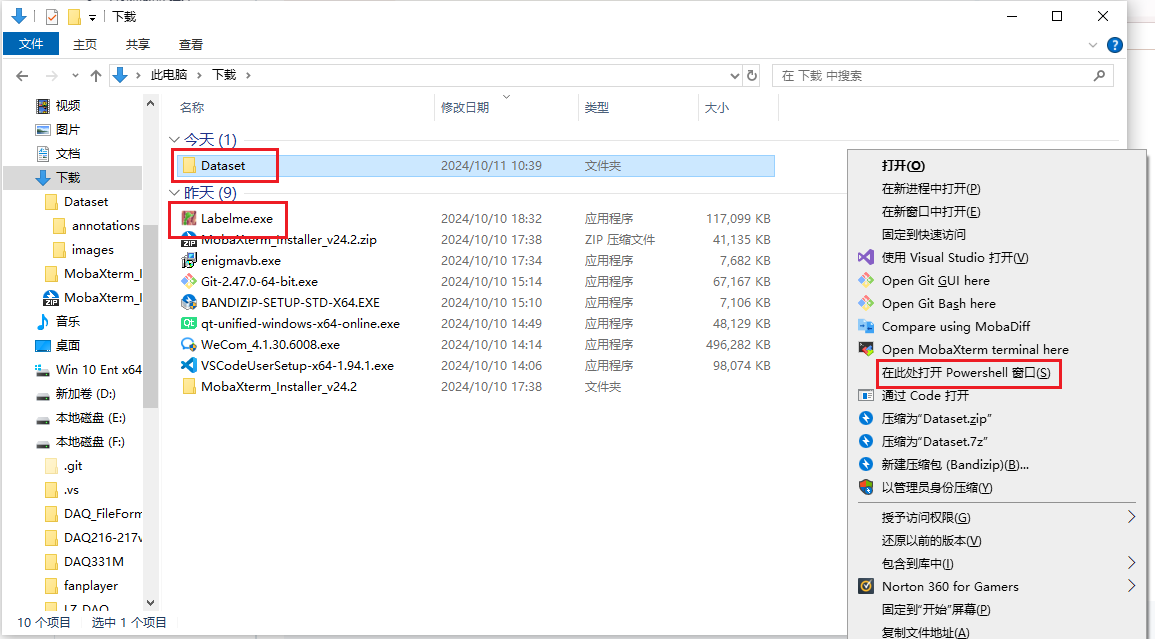 下载
文件 主页 共享 查看
此电脑 › 下载 ›
在 下载 中搜索
视频
图片
文档
下载
Dataset
annotations
images
MobaXterm_I
MobaXterm_I
音乐
桌面
Win 10 Ent x64
新加卷 (D:)
本地磁盘 (E:)
本地磁盘 (F:)
.git
.vs
DAQ_FileForm
DAQ216-217v
DAQ331M
fanplayer
LZ_DAQ
名称 修改日期 类型 大小
今天 (1)
Dataset 2024/10/11 10:39 文件夹
昨天 (9)
Labelme.exe 2024/10/10 18:32 应用程序 117,099 KB
MobaXterm_Installer_v24.2.zip 2024/10/10 17:38 ZIP 压缩文件 41,135 KB
enigmavb.exe 2024/10/10 17:34 应用程序 7,682 KB
Git-2.47.0-64-bit.exe 2024/10/10 15:14 应用程序 67,167 KB
BANDIZIP-SETUP-STD-X64.EXE 2024/10/10 15:10 应用程序 7,106 KB
qt-unified-windows-x64-online.exe 2024/10/10 14:49 应用程序 48,129 KB
WeCom_4.1.30.6008.exe 2024/10/10 14:14 应用程序 496,282 KB
VSCodeUserSetup-x64-1.94.1.exe 2024/10/10 14:06 应用程序 98,074 KB
MobaXterm_Installer_v24.2 2024/10/10 17:38 文件夹
打开(O)
在新进程中打开(P)
在新窗口中打开(E)
固定到快速访问
使用 Visual Studio 打开(V)
Open Git GUI here
Open Git Bash here
Compare using MobaDiff
Open MobaXterm terminal here
在此处打开 Powershell 窗口(S)
通过 Code 打开
压缩为“Dataset.zip”
压缩为“Dataset.7z”
新建压缩包 (Bandizip)(B)...
以管理员身份压缩(Y)
授予访问权限(G)
还原以前的版本(V)
包含到库中(I)
Norton 360 for Gamers
固定到“开始”屏幕(P)
复制文件地址(A)
10 个项目 选中 1 个项目